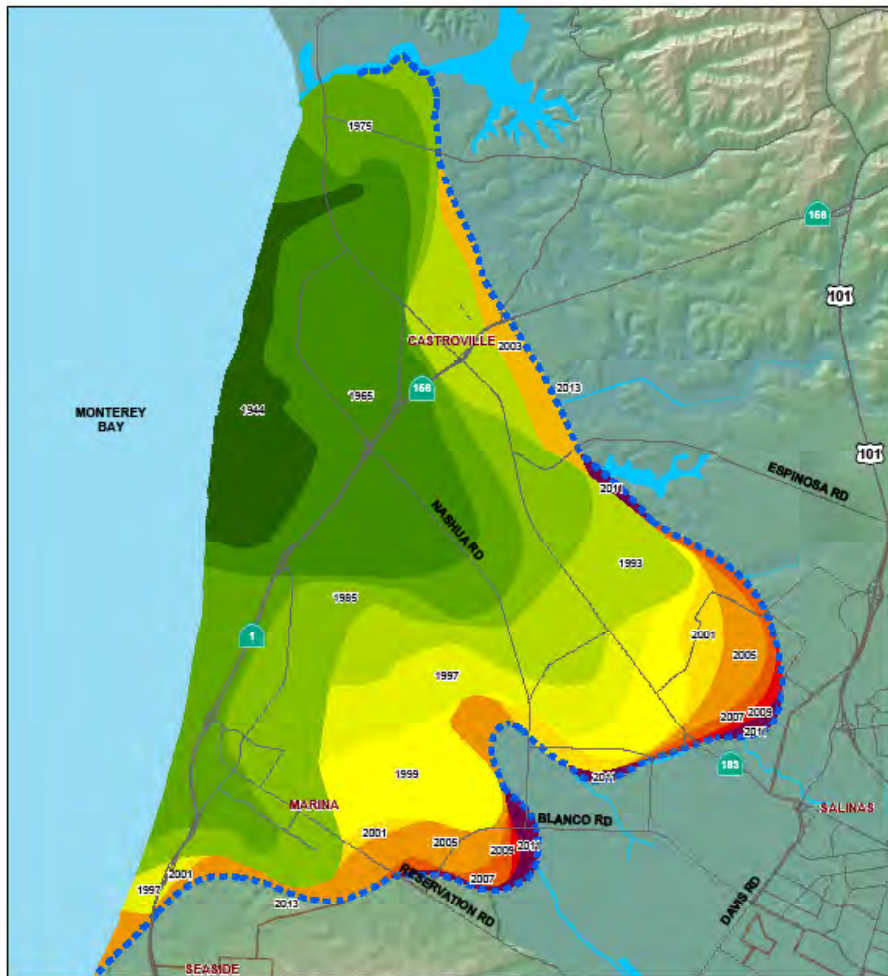 1975
156
101
CASTROVILLE
2003
156
2013
MONTEREY
BAY
1944
1965
101
ESPINOSA RD
2011
NASHUA RD
1993
1985
1
2001
2005
1997
2009
2007
2011
183
1999
2011
MARINA
SALINAS
BLANCO RD
2001
2005
2009
2011
2007
RESERVATION RD
DAVIS RD
2001
1997
2013
SEASIDE